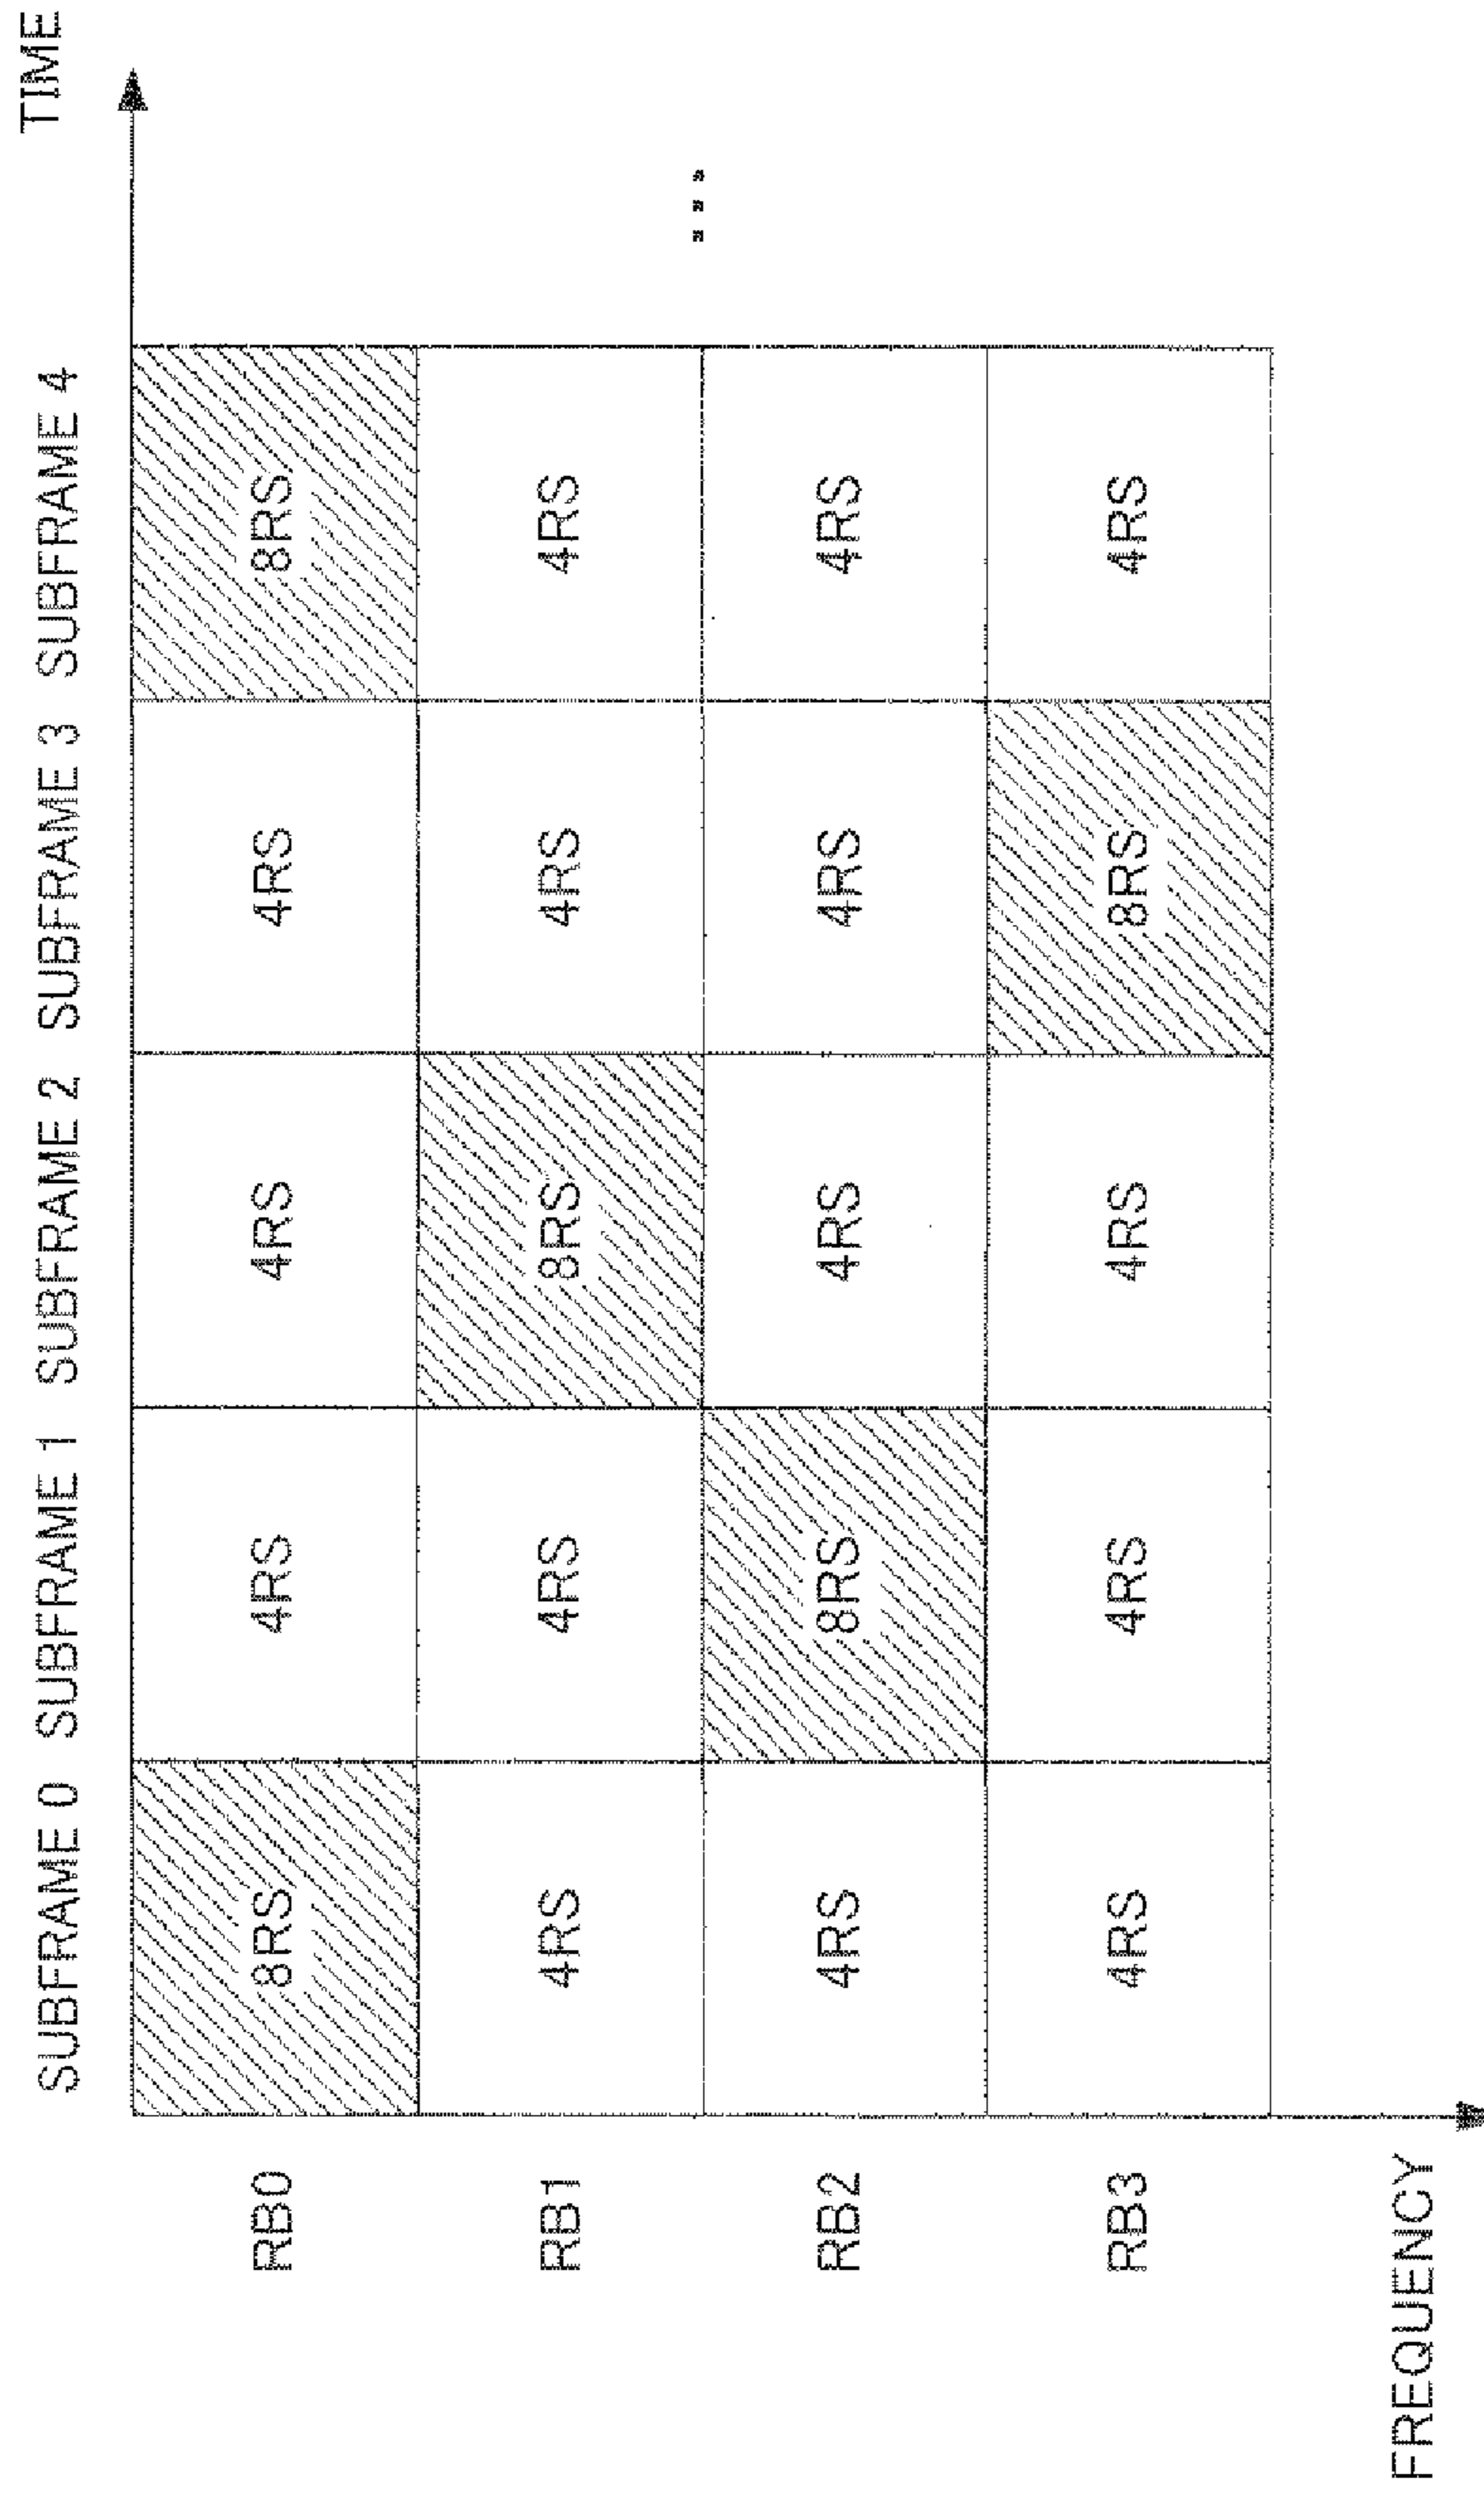 TIME
SUBFRAME 0 SUBFRAME 1 SUBFRAME 2 SUBFRAME 3 SUBFRAME 4
RB0 8RS 4RS 4RS 4RS 8RS
RB1 4RS 4RS 8RS 4RS 4RS
RB2 4RS 8RS 4RS 4RS 4RS
RB3 4RS 4RS 4RS 8RS 4RS
FREQUENCY